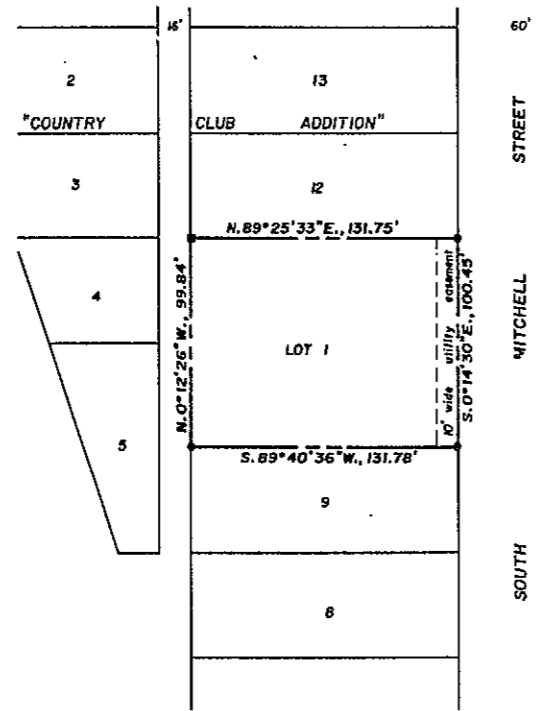 16' 60'
2 13
"COUNTRY CLUB ADDITION"
3 12
N. 89° 25' 33" E., 131.75'
N. 0° 12' 26" W., 99.84'
4
LOT 1
10' wide utility easement
S. 0° 14' 30" E., 100.45'
5
S. 89° 40' 36" W., 131.78'
9
8
SOUTH MITCHELL STREET